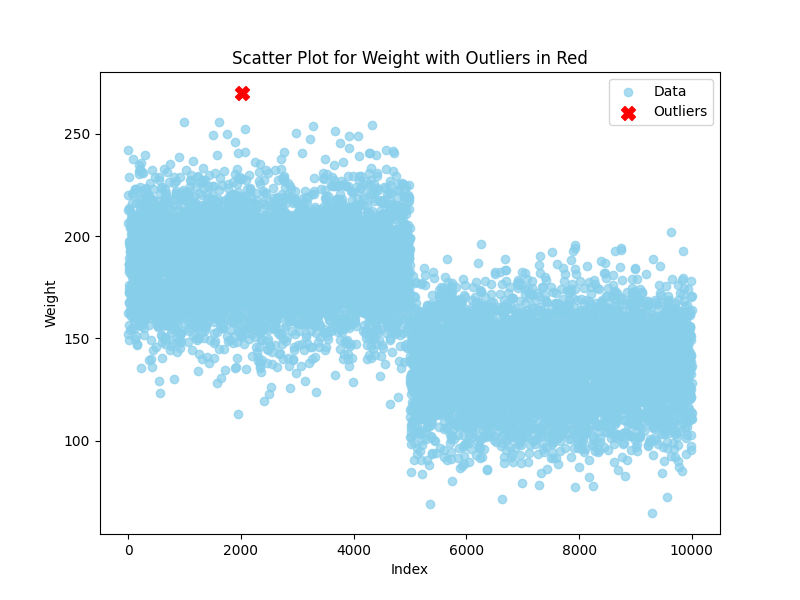 Scatter Plot for Weight with Outliers in Red
Data
Outliers
250
200
150
100
Weight
0 2000 4000 6000 8000 10000
Index